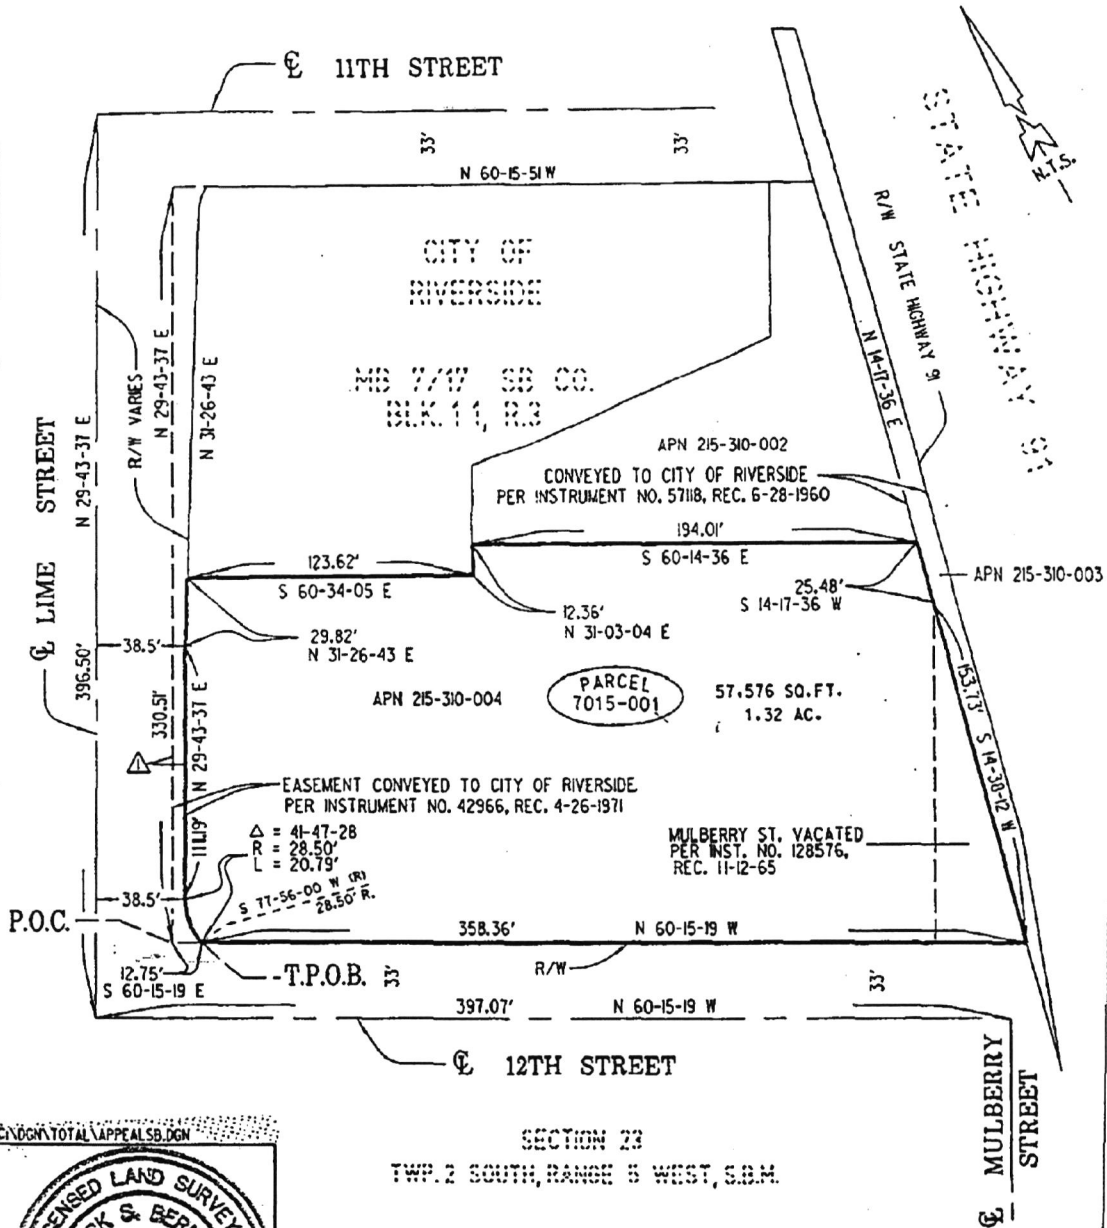 ℄ 11TH STREET
33'
33'
N 60-15-51 W
N.T.S.
STATE HIGHWAY 91
R/W STATE HIGHWAY 91
N 14-17-36 E
CITY OF
RIVERSIDE
MB 7/17 SB CO.
BLK.11, R.3
R/W VARIES
N 29-43-37 E
N 31-26-43 E
℄ LIME STREET
N 29-43-37 E
396.50'
APN 215-310-002
CONVEYED TO CITY OF RIVERSIDE
PER INSTRUMENT NO. 57118, REC. 6-28-1960
194.01'
S 60-14-36 E
123.62'
S 60-34-05 E
25.48'
S 14-17-36 W
APN 215-310-003
12.36'
N 31-03-04 E
29.82'
N 31-26-43 E
38.5'
APN 215-310-004
PARCEL
7015-001
57.576 SQ.FT.
1.32 AC.
153.73' S 14-30-12 W
330.51'
N 29-43-37 E
111.19'
1
EASEMENT CONVEYED TO CITY OF RIVERSIDE
PER INSTRUMENT NO. 42966, REC. 4-26-1971
Δ = 41-47-28
R = 28.50'
L = 20.79'
S 77-56-00 W (R)
28.50' R.
MULBERRY ST. VACATED
PER INST. NO. 128576,
REC. 11-12-65
38.5'
P.O.C.
358.36' N 60-15-19 W
12.75'
S 60-15-19 E
T.P.O.B.
33'
R/W
33'
397.07' N 60-15-19 W
℄ 12TH STREET
℄ MULBERRY
STREET
SECTION 23
TWP. 2 SOUTH, RANGE 5 WEST, S.B.M.
\DGN\TOTAL\APPEALSB.DGN
LAND